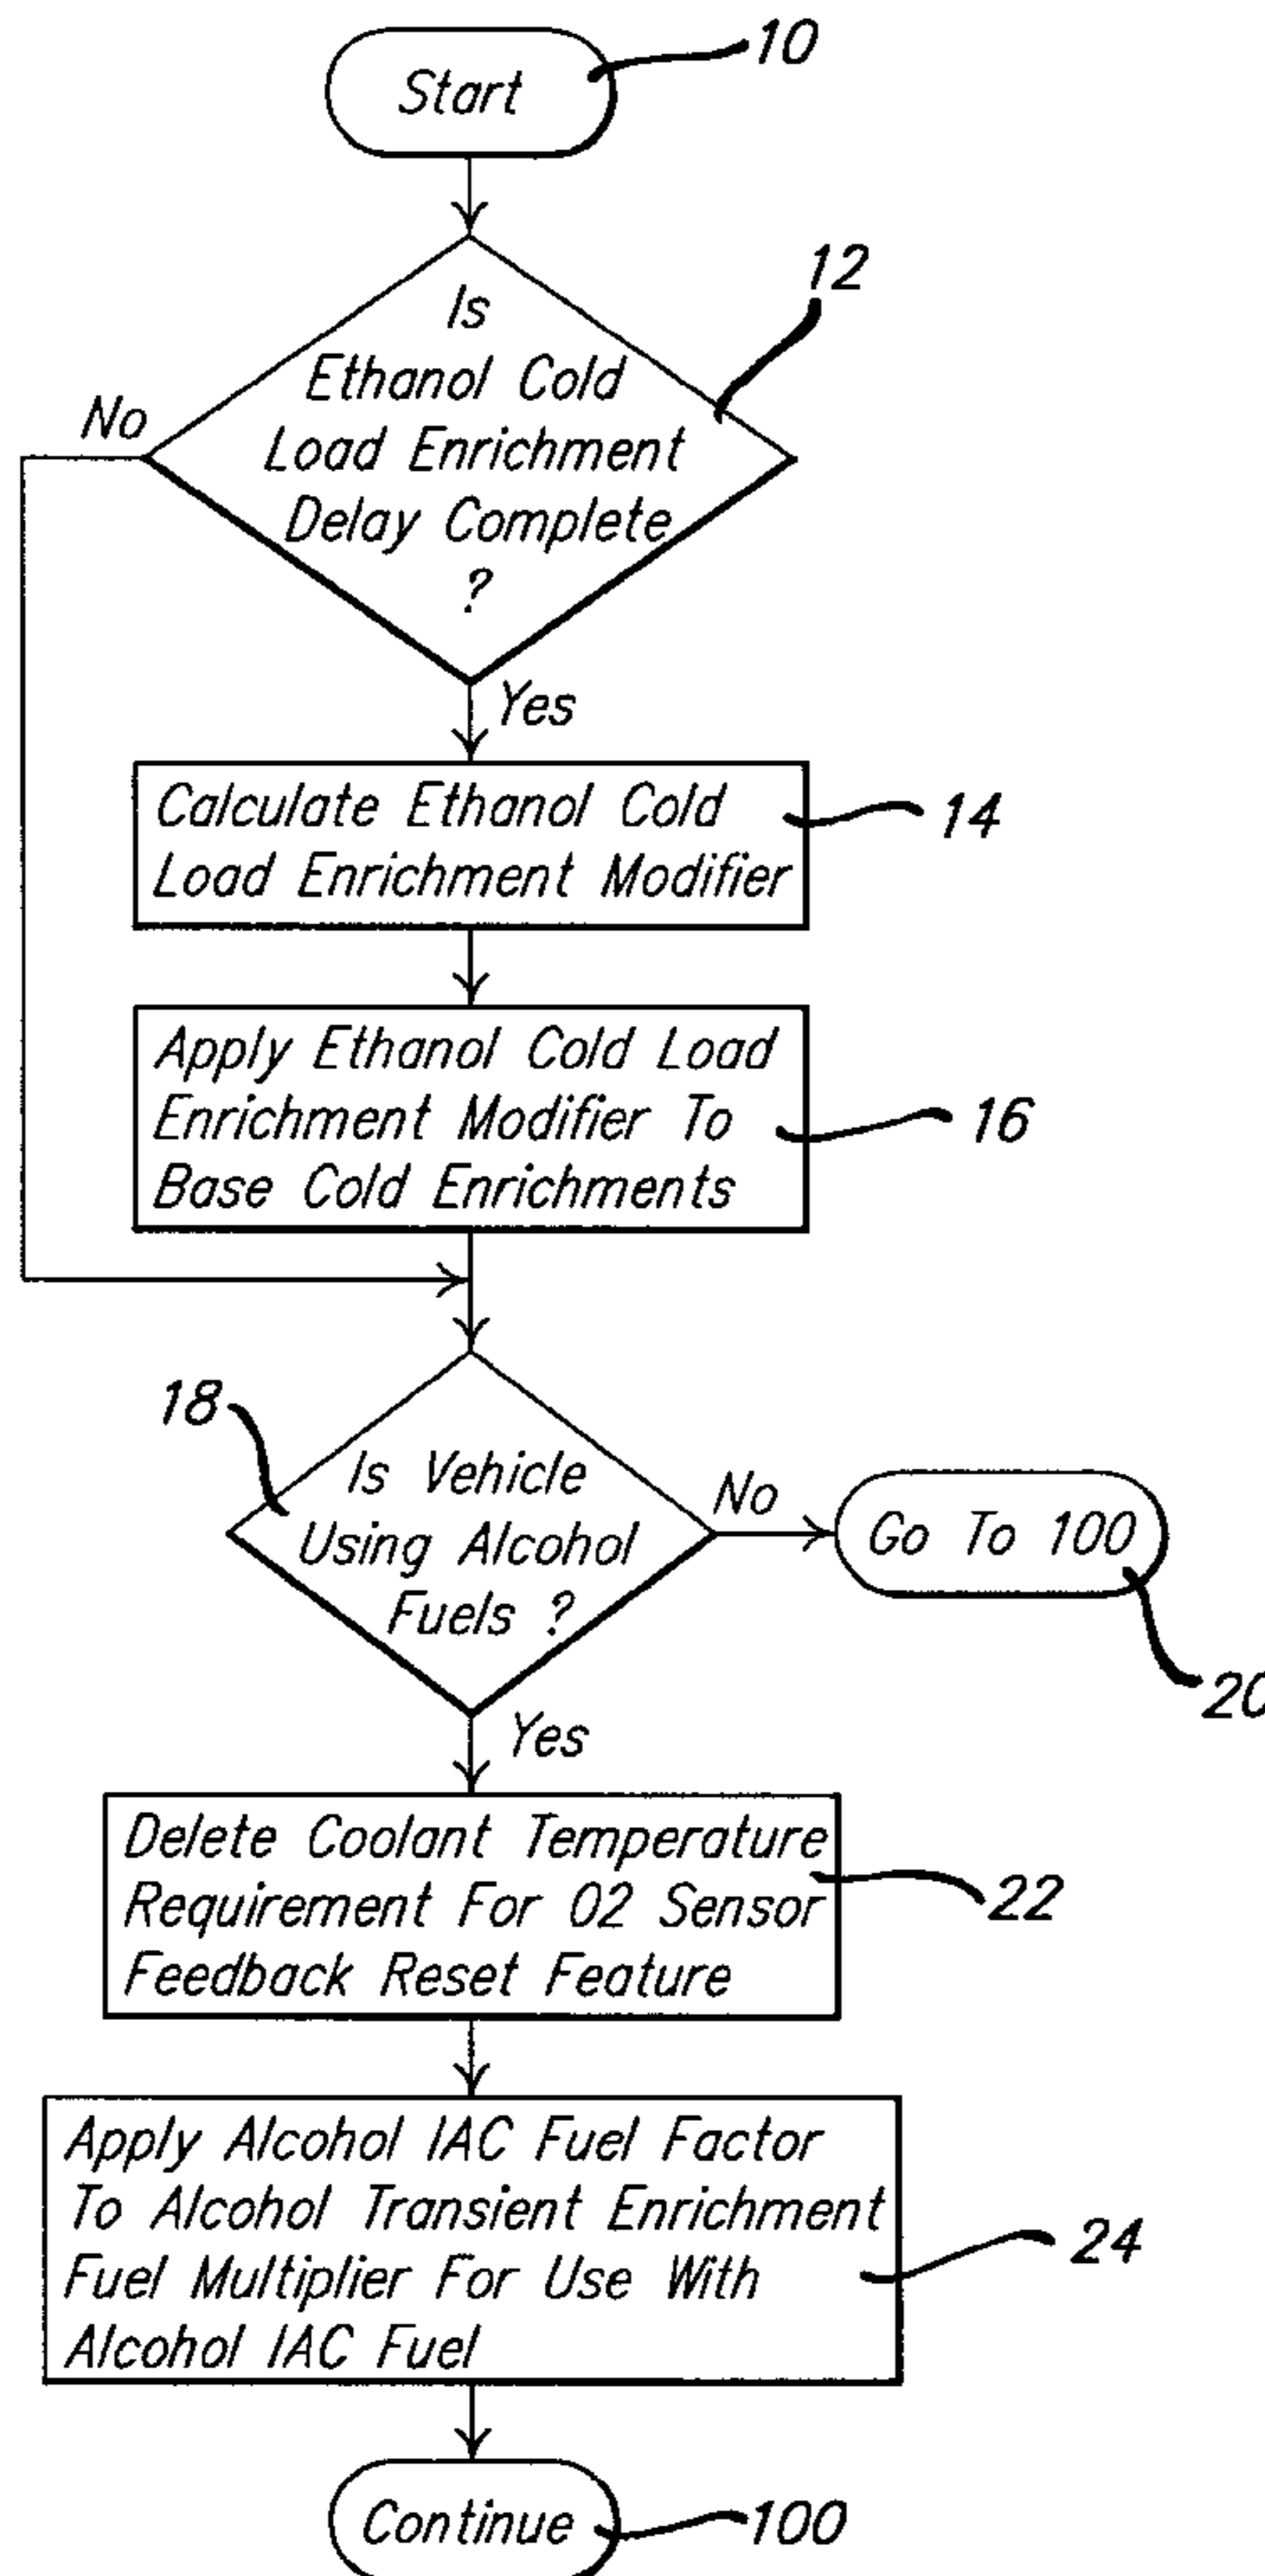 Start
10
12
Is
Ethanol Cold
Load Enrichment
Delay Complete
?
No
Yes
Calculate Ethanol Cold
Load Enrichment Modifier
14
Apply Ethanol Cold Load
Enrichment Modifier To
Base Cold Enrichments
16
18
Is Vehicle
Using Alcohol
Fuels ?
No
Go To 100
20
Yes
Delete Coolant Temperature
Requirement For O2 Sensor
Feedback Reset Feature
22
Apply Alcohol IAC Fuel Factor
To Alcohol Transient Enrichment
Fuel Multiplier For Use With
Alcohol IAC Fuel
24
Continue
100